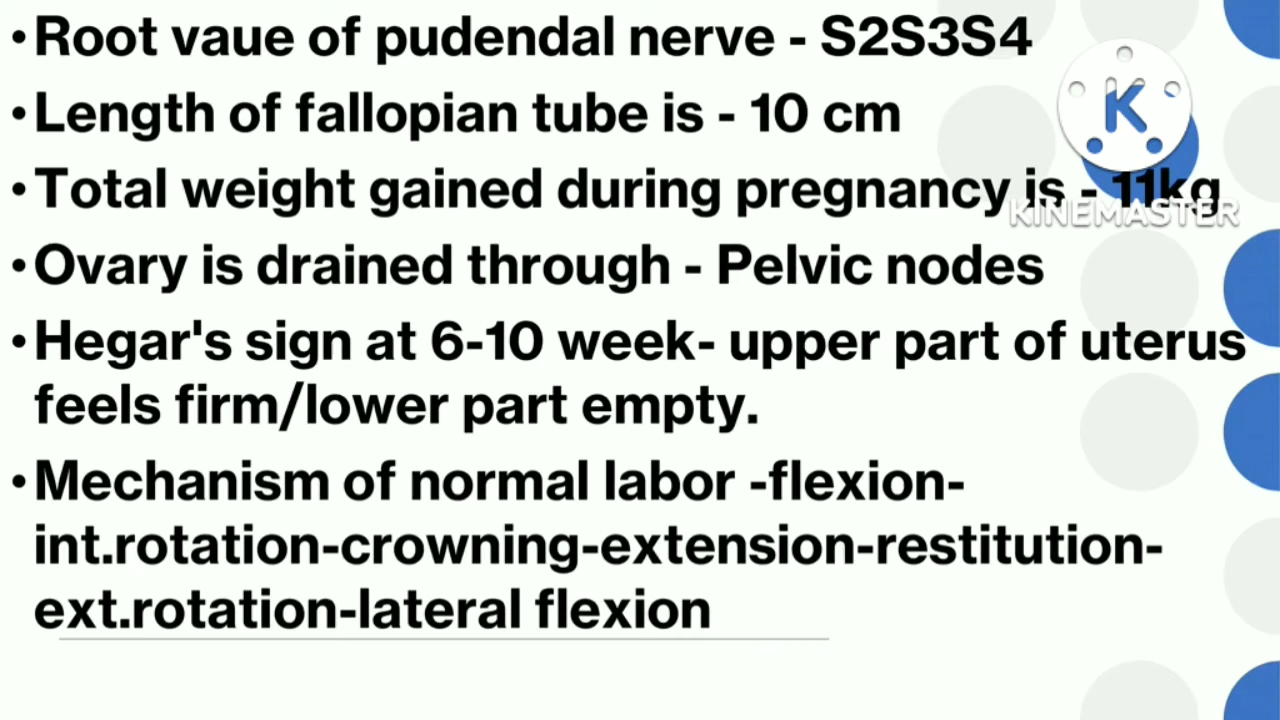 •Root vaue of pudendal nerve - S2S3S4
•Length of fallopian tube is - 10 cm
•Total weight gained during pregnancy is - 11kg
•Ovary is drained through - Pelvic nodes
•Hegar's sign at 6-10 week- upper part of uterus
feels firm/lower part empty.
•Mechanism of normal labor -flexion-
int.rotation-crowning-extension-restitution-
ext.rotation-lateral flexion
K
KINEMASTER